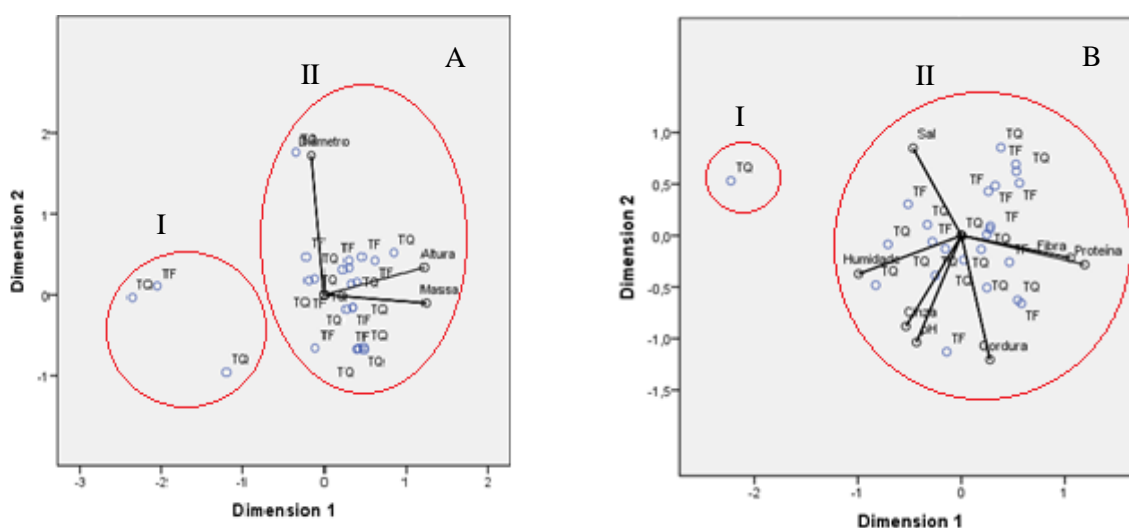 A
II
I
TQ
Diâmetro
TF
TQ
TQ
TF
TQ
TF
TF
TF
TQ
Altura
Massa
TQ
TF
TQ
TF
TQ
TF
TF
TQ
TQ
2
1
0
-1
-3
-2
-1
0
1
2
Dimension 2
Dimension 1
B
II
I
TQ
Sal
TQ
TF
TQ
TF
TF
TF
TF
TQ
TQ
TF
TQ
TF
TQ
Fibra
Proteína
TF
Humidade
TQ
TQ
TQ
TQ
TQ
TQ
TQ
TF
Cinza
pH
TF
Gordura
1,0
0,5
0,0
-0,5
-1,0
-1,5
-2
-1
0
1
Dimension 2
Dimension 1